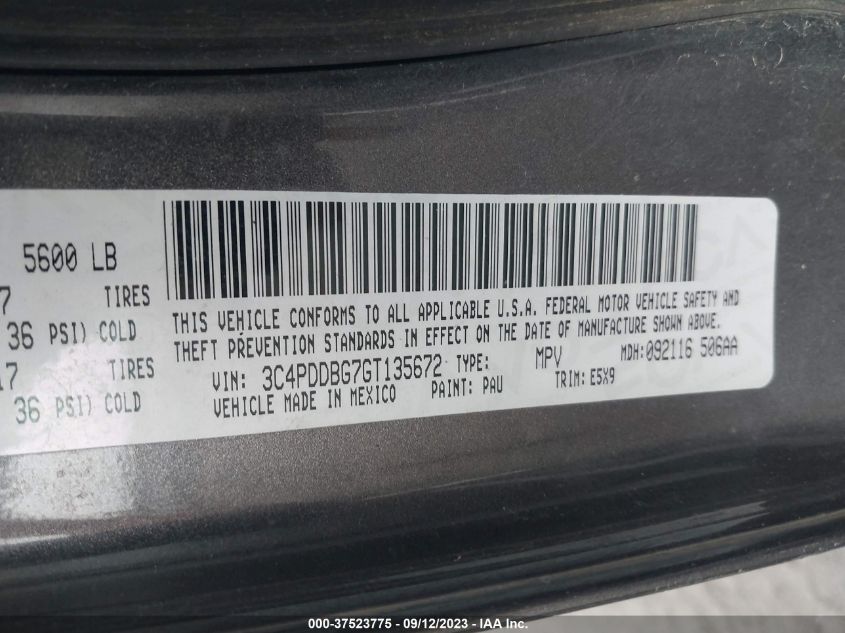 5600 LB
7 TIRES
36 PSI) COLD
17 TIRES
36 PSI) COLD
THIS VEHICLE CONFORMS TO ALL APPLICABLE U.S.A. FEDERAL MOTOR VEHICLE SAFETY AND
THEFT PREVENTION STANDARDS IN EFFECT ON THE DATE OF MANUFACTURE SHOWN ABOVE.
VIN: 3C4PDDBG7GT135672 TYPE: MPV MDH:092116 506AA
VEHICLE MADE IN MEXICO PAINT: PAU TRIM: E5X9
000-37523775 - 09/12/2023 - IAA Inc.